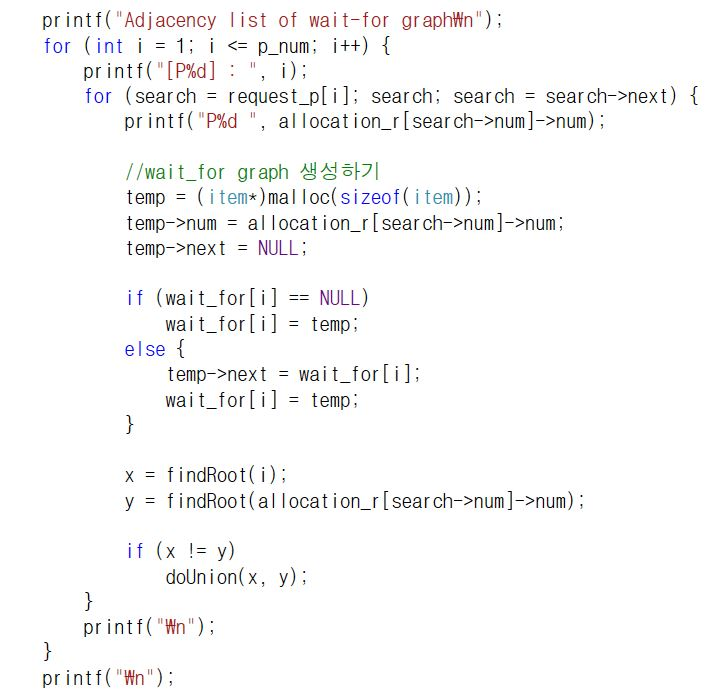 printf("Adjacency list of wait-for graph₩n");
for (int i = 1; i <= p_num; i++) {
printf("[P%d] : ", i);
for (search = request_p[i]; search; search = search->next) {
printf("P%d ", allocation_r[search->num]->num);
//wait_for graph 생성하기
temp = (item*)malloc(sizeof(item));
temp->num = allocation_r[search->num]->num;
temp->next = NULL;
if (wait_for[i] == NULL)
wait_for[i] = temp;
else {
temp->next = wait_for[i];
wait_for[i] = temp;
}
x = findRoot(i);
y = findRoot(allocation_r[search->num]->num);
if (x != y)
doUnion(x, y);
}
printf("₩n");
}
printf("₩n");